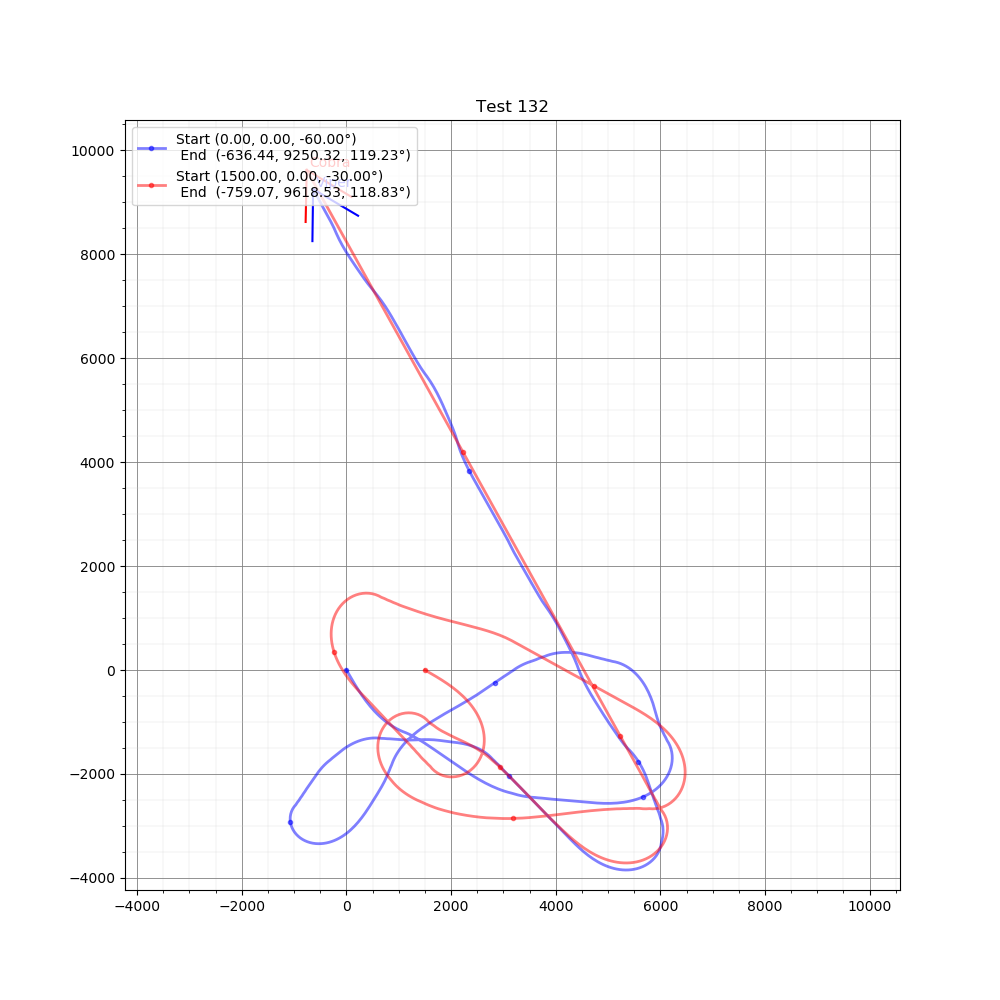 Test 132
Start (0.00, 0.00, -60.00°)
End (-636.44, 9250.32, 119.23°)
Start (1500.00, 0.00, -30.00°)
End (-759.07, 9618.53, 118.83°)
Cobra
10000
8000
6000
4000
2000
0
−2000
−4000
−4000 −2000 0 2000 4000 6000 8000 10000